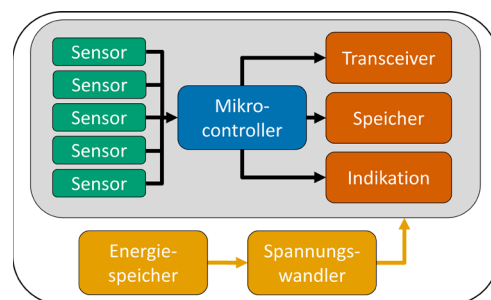 Sensor
Sensor
Sensor
Sensor
Sensor
Mikro-
controller
Transceiver
Speicher
Indikation
Energie-
speicher
Spannungs-
wandler